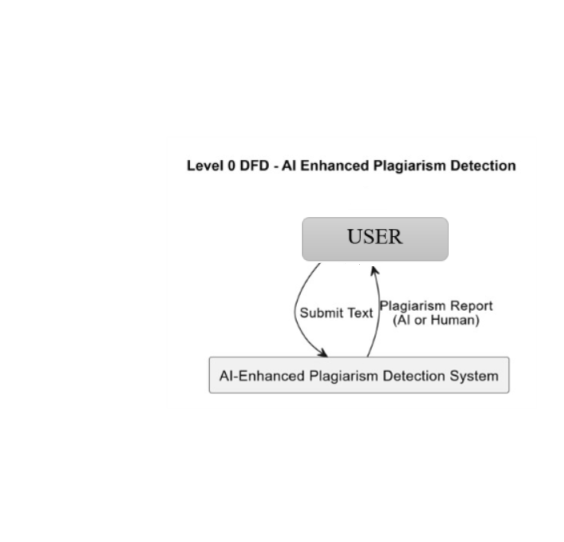 Level 0 DFD - AI Enhanced Plagiarism Detection
USER
Submit Text
Plagiarism Report
(AI or Human)
AI-Enhanced Plagiarism Detection System